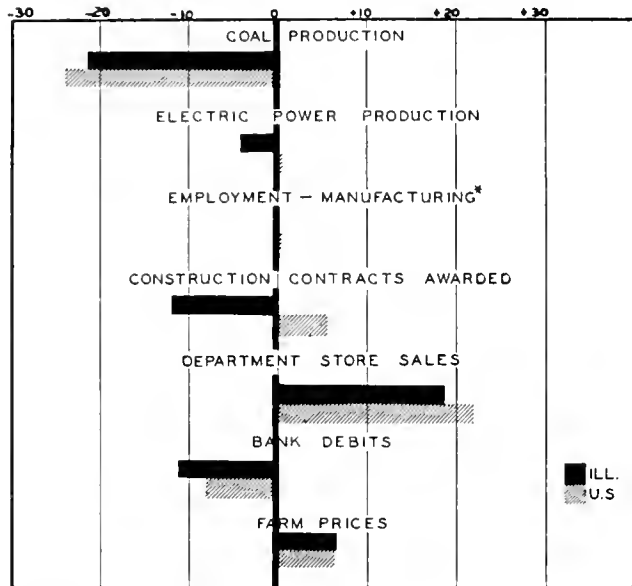 -30 -20 -10 0 +10 +20 +30
COAL PRODUCTION
ELECTRIC POWER PRODUCTION
EMPLOYMENT - MANUFACTURING*
CONSTRUCTION CONTRACTS AWARDED
DEPARTMENT STORE SALES
BANK DEBITS
ILL.
U.S
FARM PRICES